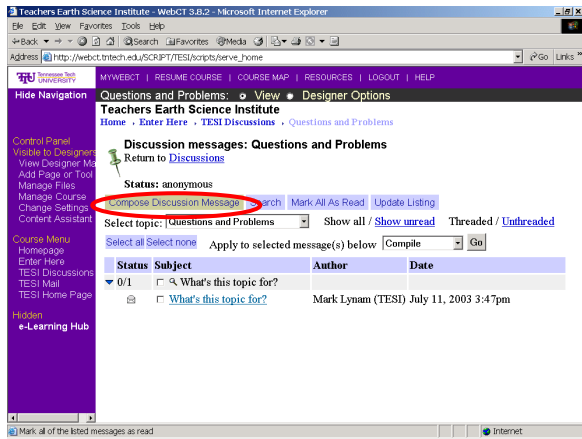 Teachers Earth Science Institute - WebCT 3.8.2 - Microsoft Internet Explorer
File Edit View Favorites Tools Help
Back Search Favorites Media
Address http://webct.tntech.edu/SCRIPT/TESI/scripts/serve_home Go Links »
TTU Tennessee Tech UNIVERSITY
MYWEBCT | RESUME COURSE | COURSE MAP | RESOURCES | LOGOUT | HELP
Hide Navigation
Questions and Problems: View Designer Options
Teachers Earth Science Institute
Home › Enter Here › TESI Discussions › Questions and Problems
Control Panel
Visible to Designers
View Designer Ma
Add Page or Tool
Manage Files
Manage Course
Change Settings
Content Assistant
Course Menu
Homepage
Enter Here
TESI Discussions
TESI Mail
TESI Home Page
Hidden
e-Learning Hub
Discussion messages: Questions and Problems
Return to Discussions
Status: anonymous
Compose Discussion Message Search Mark All As Read Update Listing
Select topic: Questions and Problems Show all / Show unread Threaded / Unthreaded
Select all Select none Apply to selected message(s) below Compile Go
Status Subject Author Date
0/1 What's this topic for?
What's this topic for? Mark Lynam (TESI) July 11, 2003 3:47pm
Mark all of the listed messages as read Internet